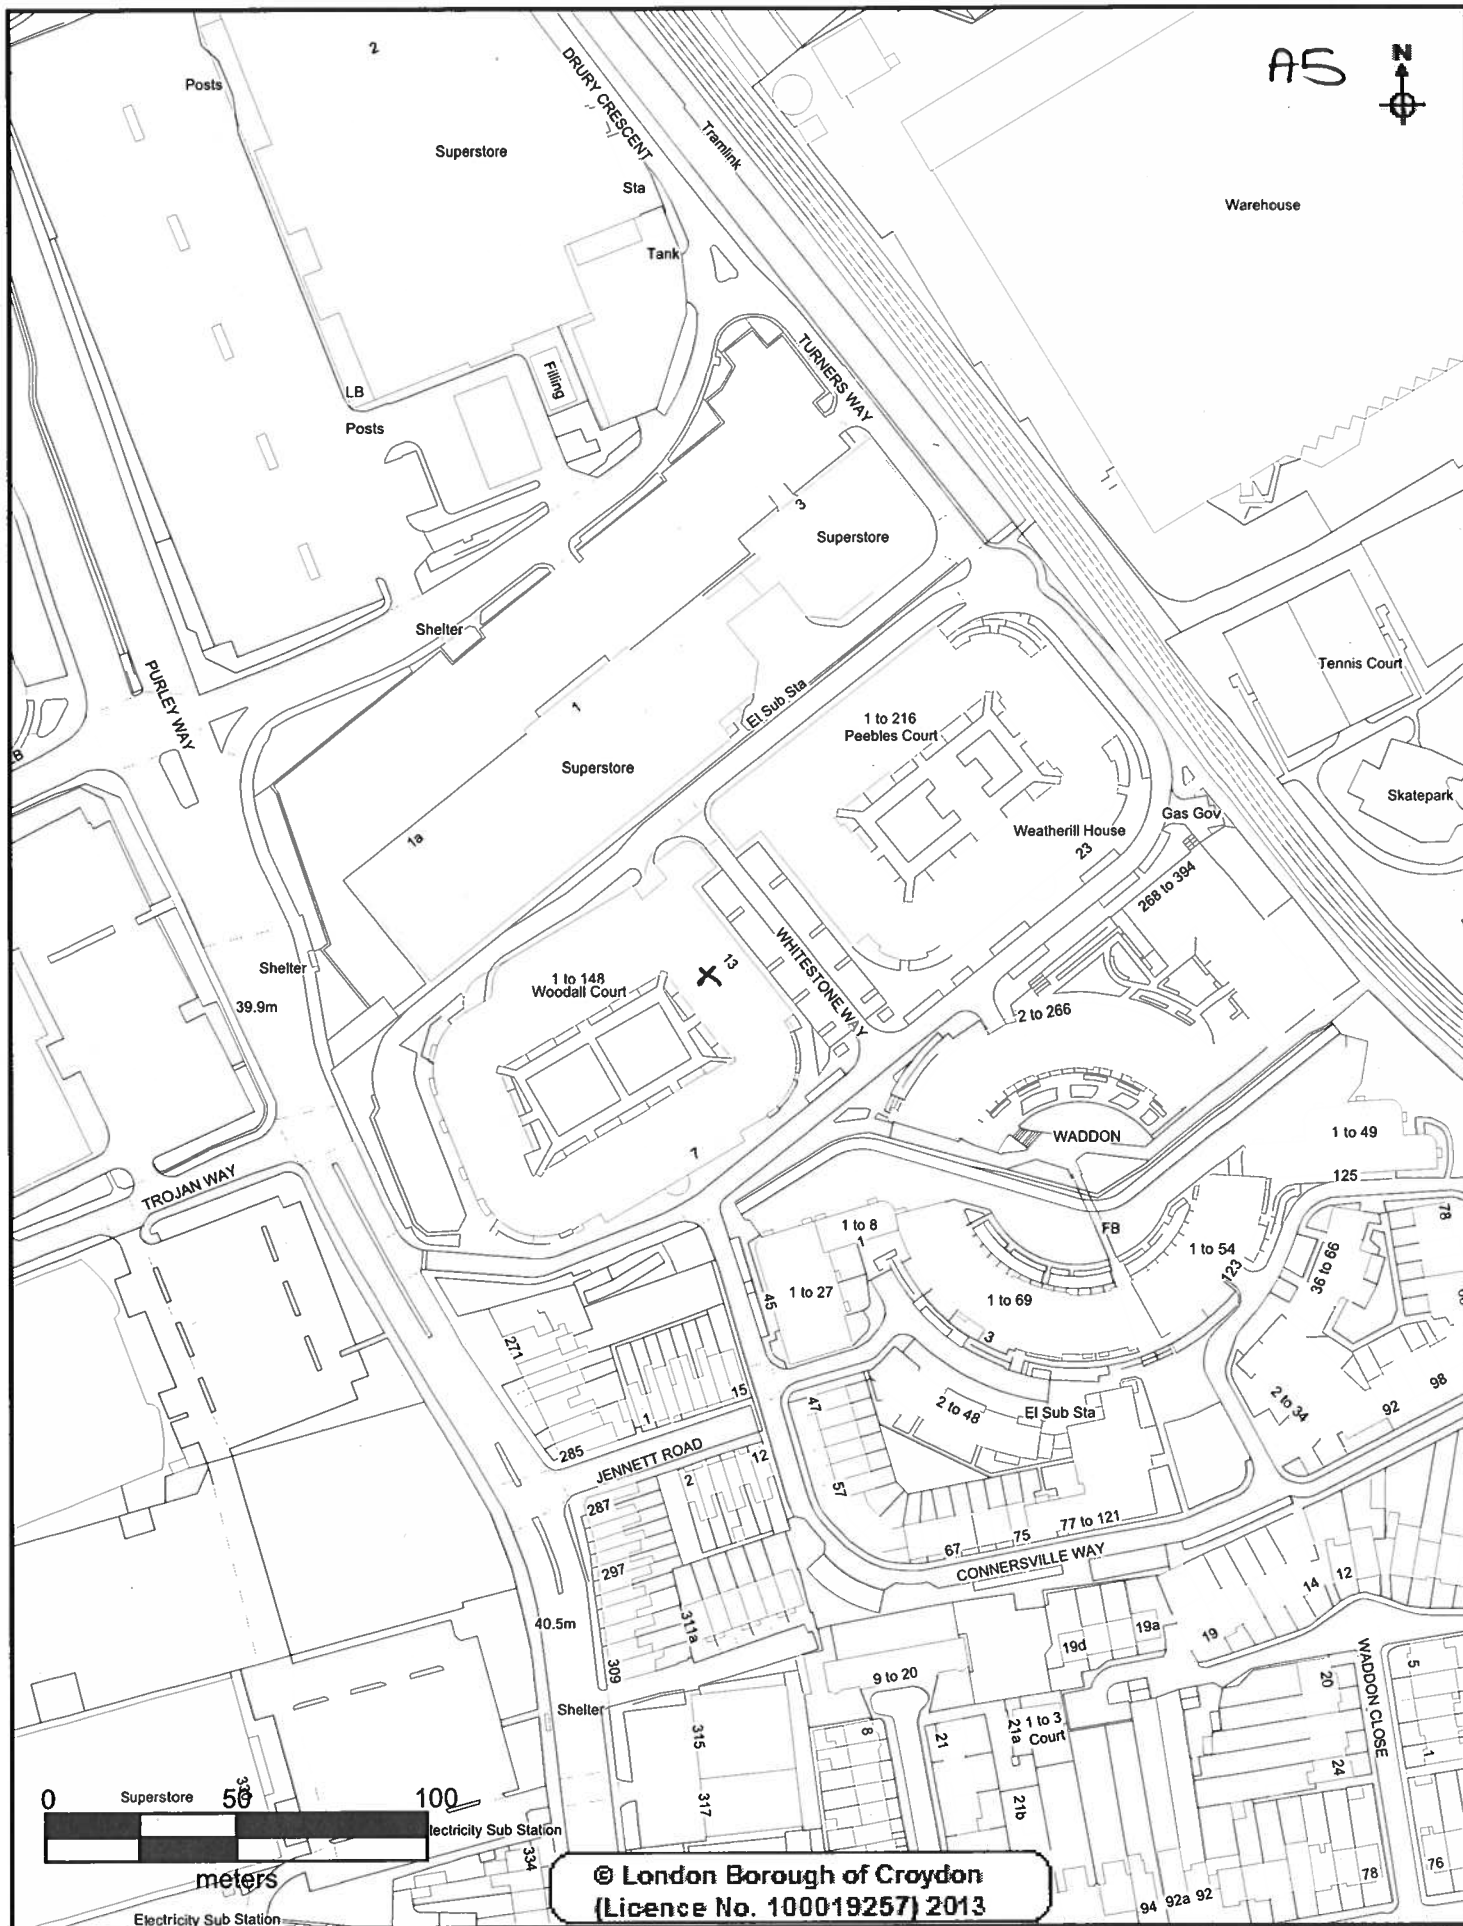 A5
N
2
Posts
DRURY CRESCENT
Tramlink
Superstore
Sta
Warehouse
Tank
TURNERS WAY
Filling
LB
Posts
3
Superstore
Shelter
Tennis Court
PURLEY WAY
El Sub Sta
1
1 to 216
Peebles Court
Superstore
Skatepark
Gas Gov
Weatherill House
23
1a
268 to 394
WHITESTONE WAY
Shelter
13
1 to 148
Woodall Court
X
39.9m
2 to 266
WADDON
1 to 49
7
125
TROJAN WAY
78
1 to 8
1
FB
1 to 54
123
36 to 66
1 to 27
45
1 to 69
3
271
15
47
2 to 48
El Sub Sta
2 to 34
92
98
1
285
JENNETT ROAD
12
2
57
287
77 to 121
75
67
CONNERSVILLE WAY
297
14
12
311a
40.5m
19a
19
19d
309
9 to 20
WADDON CLOSE
5
20
Shelter
315
8
21
21a
1 to 3
Court
1
24
0
Superstore
50
100
317
21b
lectricity Sub Station
334
meters
78
76
© London Borough of Croydon
(Licence No. 100019257) 2013
94
92a
92
Electricity Sub Station